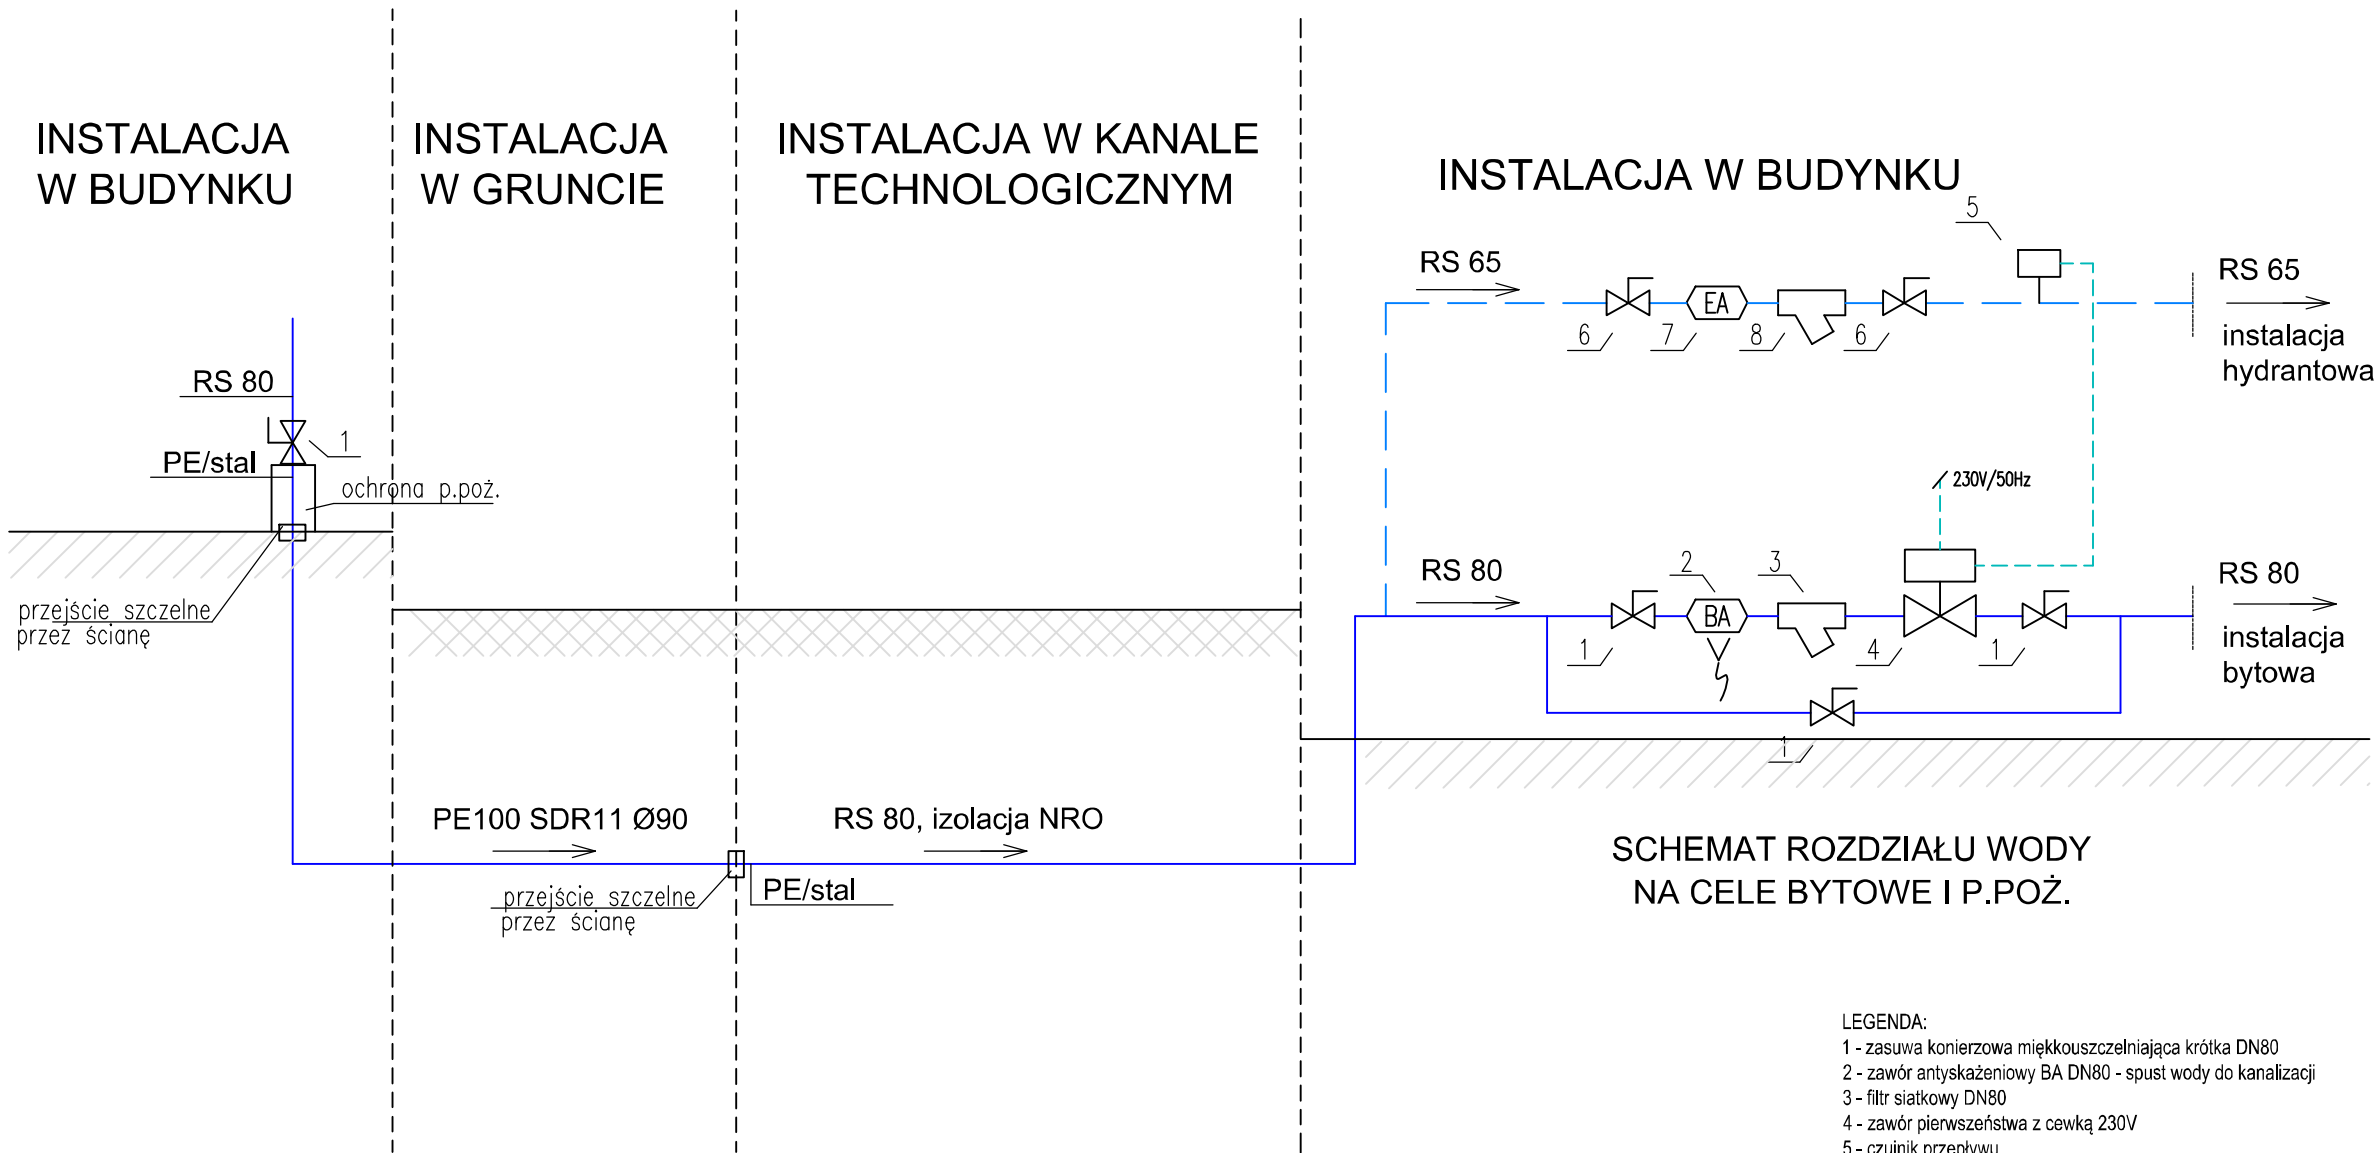 INSTALACJA
W BUDYNKU
INSTALACJA
W GRUNCIE
INSTALACJA W KANALE
TECHNOLOGICZNYM
INSTALACJA W BUDYNKU
5
RS 65
RS 65
EA
6
7
8
6
instalacja
hydrantowa
RS 80
1
PE/stal
ochrona p.poż.
230V/50Hz
RS 80
2
3
RS 80
BA
przejście szczelne
przez ścianę
1
4
1
instalacja
bytowa
1
PE100 SDR11 Ø90
RS 80, izolacja NRO
przejście szczelne
przez ścianę
PE/stal
SCHEMAT ROZDZIAŁU WODY
NA CELE BYTOWE I P.POŻ.
LEGENDA:
1 - zasuwa konierzowa miękkouszczelniająca krótka DN80
2 - zawór antyskażeniowy BA DN80 - spust wody do kanalizacji
3 - filtr siatkowy DN80
4 - zawór pierwszeństwa z cewką 230V
5 - czujnik przepływu